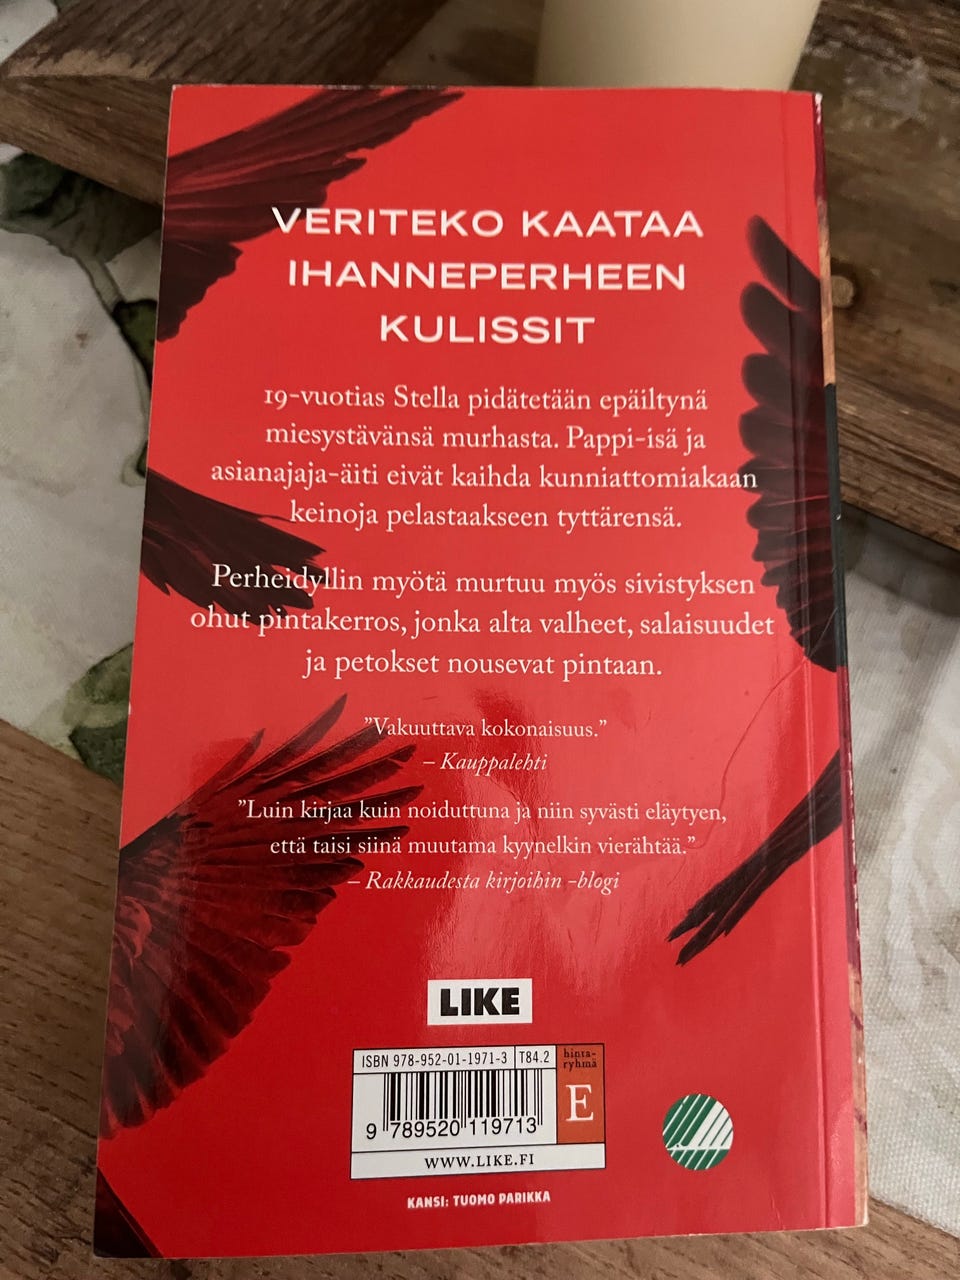 VERITEKO KAATAA
IHANNEPERHEEN
KULISSIT
19-vuotias Stella pidätetään epäiltynä
miesystävänsä murhasta. Pappi-isä ja
asianajaja-äiti eivät kaihda kunniattomiakaan
keinoja pelastaakseen tyttärensä.
Perheidyllin myötä murtuu myös sivistyksen
ohut pintakerros, jonka alta valheet, salaisuudet
ja petokset nousevat pintaan.
”Vakuuttava kokonaisuus.”
– Kauppalehti
”Luin kirjaa kuin noiduttuna ja niin syvästi eläytyen,
että taisi siinä muutama kyynelkin vierähtää.”
– Rakkaudesta kirjoihin -blogi
LIKE
ISBN 978-952-01-1971-3 T84.2
hinta-
ryhmä
E
9 789520 119713
WWW.LIKE.FI
KANSI: TUOMO PARIKKA